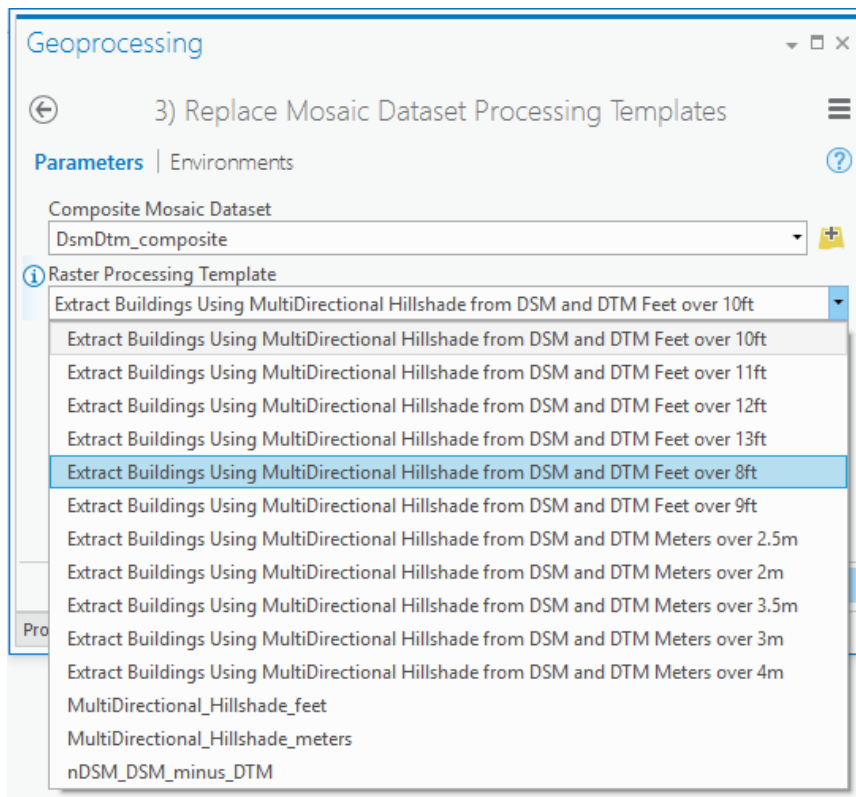 Geoprocessing
3) Replace Mosaic Dataset Processing Templates
Parameters | Environments
Composite Mosaic Dataset
DsmDtm_composite
Raster Processing Template
Extract Buildings Using MultiDirectional Hillshade from DSM and DTM Feet over 10ft
Extract Buildings Using MultiDirectional Hillshade from DSM and DTM Feet over 10ft
Extract Buildings Using MultiDirectional Hillshade from DSM and DTM Feet over 11ft
Extract Buildings Using MultiDirectional Hillshade from DSM and DTM Feet over 12ft
Extract Buildings Using MultiDirectional Hillshade from DSM and DTM Feet over 13ft
Extract Buildings Using MultiDirectional Hillshade from DSM and DTM Feet over 8ft
Extract Buildings Using MultiDirectional Hillshade from DSM and DTM Feet over 9ft
Extract Buildings Using MultiDirectional Hillshade from DSM and DTM Meters over 2.5m
Extract Buildings Using MultiDirectional Hillshade from DSM and DTM Meters over 2m
Extract Buildings Using MultiDirectional Hillshade from DSM and DTM Meters over 3.5m
Pro
Extract Buildings Using MultiDirectional Hillshade from DSM and DTM Meters over 3m
Extract Buildings Using MultiDirectional Hillshade from DSM and DTM Meters over 4m
MultiDirectional_Hillshade_feet
MultiDirectional_Hillshade_meters
nDSM_DSM_minus_DTM